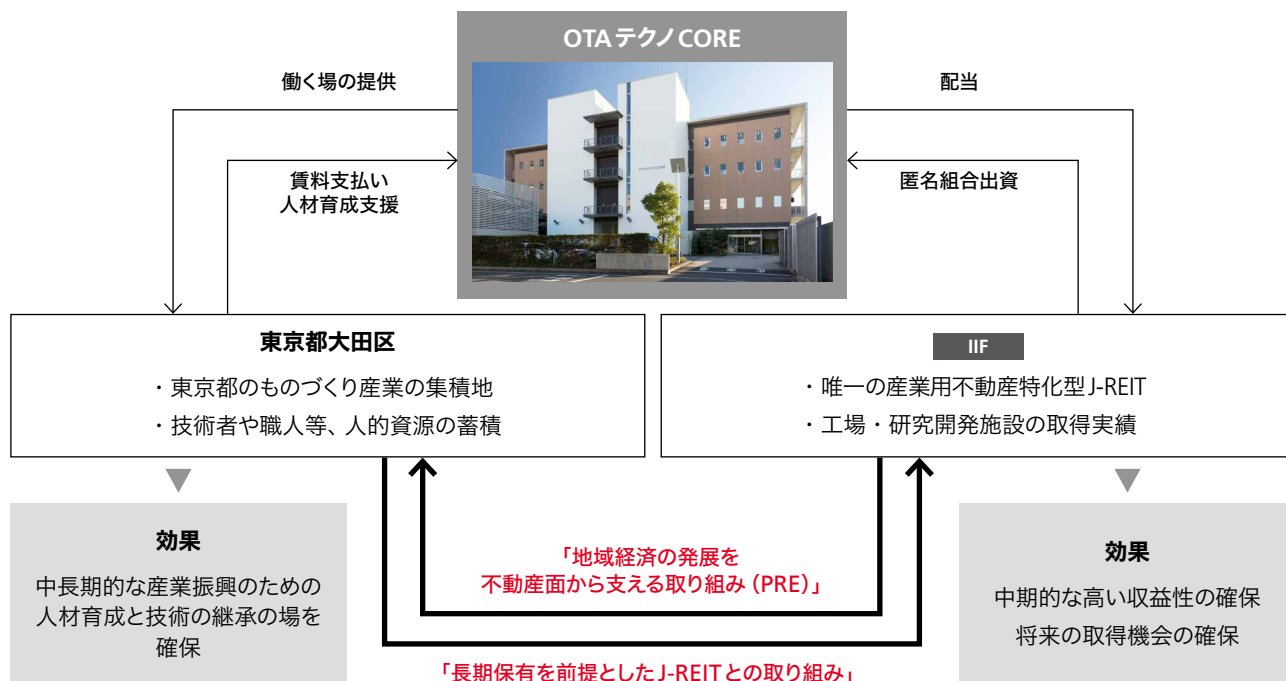 OTAテクノCORE
働く場の提供
配当
賃料支払い
人材育成支援
匿名組合出資
東京都大田区
・東京都のものづくり産業の集積地
・技術者や職人等、人的資源の蓄積
IIF
・唯一の産業用不動産特化型J-REIT
・工場・研究開発施設の取得実績
効果
中長期的な産業振興のための
人材育成と技術の継承の場を
確保
「地域経済の発展を
不動産面から支える取り組み（PRE）」
効果
中期的な高い収益性の確保
将来の取得機会の確保
「長期保有を前提としたJ-REITとの取り組み」